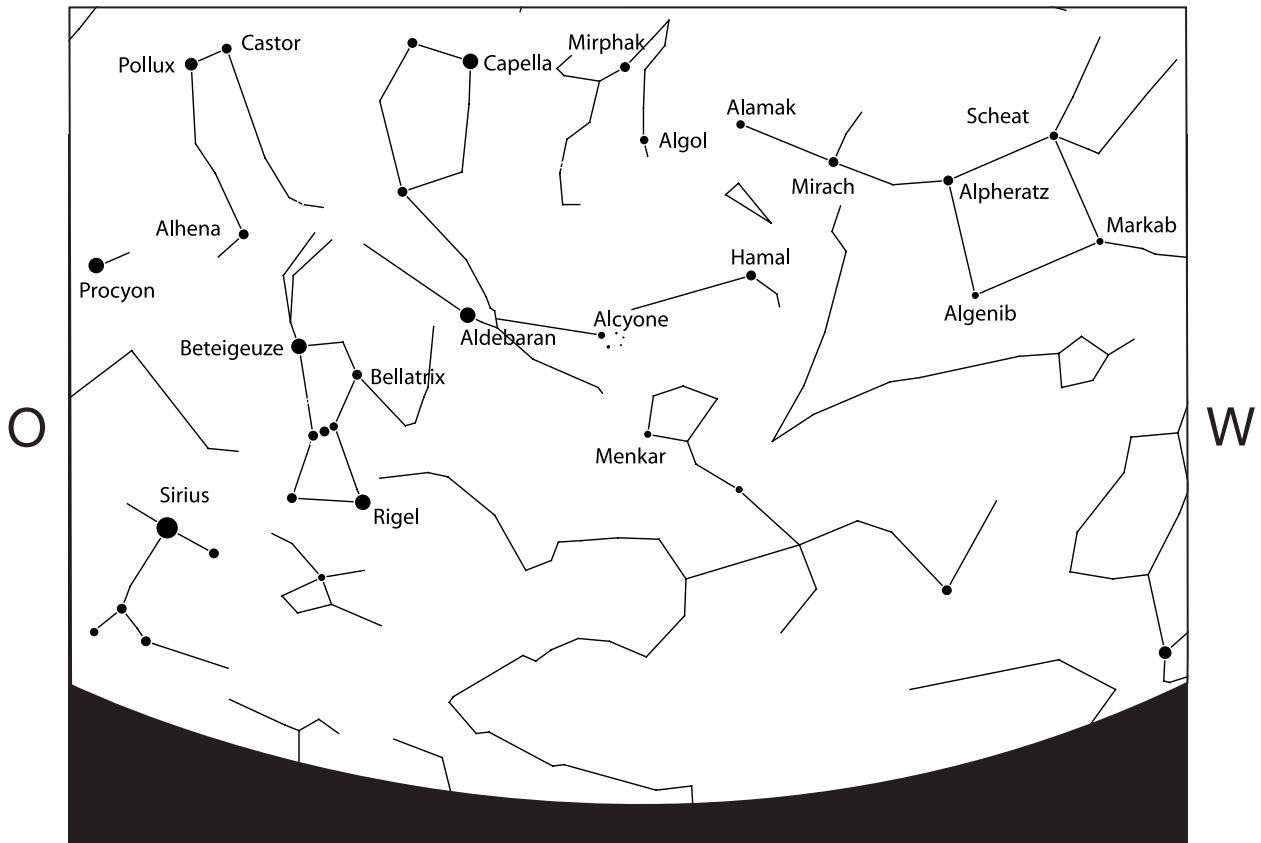 Castor
Pollux
Capella
Mirphak
Algol
Alamak
Mirach
Scheat
Alpheratz
Markab
Algenib
Alhena
Procyon
Hamal
Alcyone
Aldebaran
Beteigeuze
Bellatrix
O
W
Menkar
Sirius
Rigel